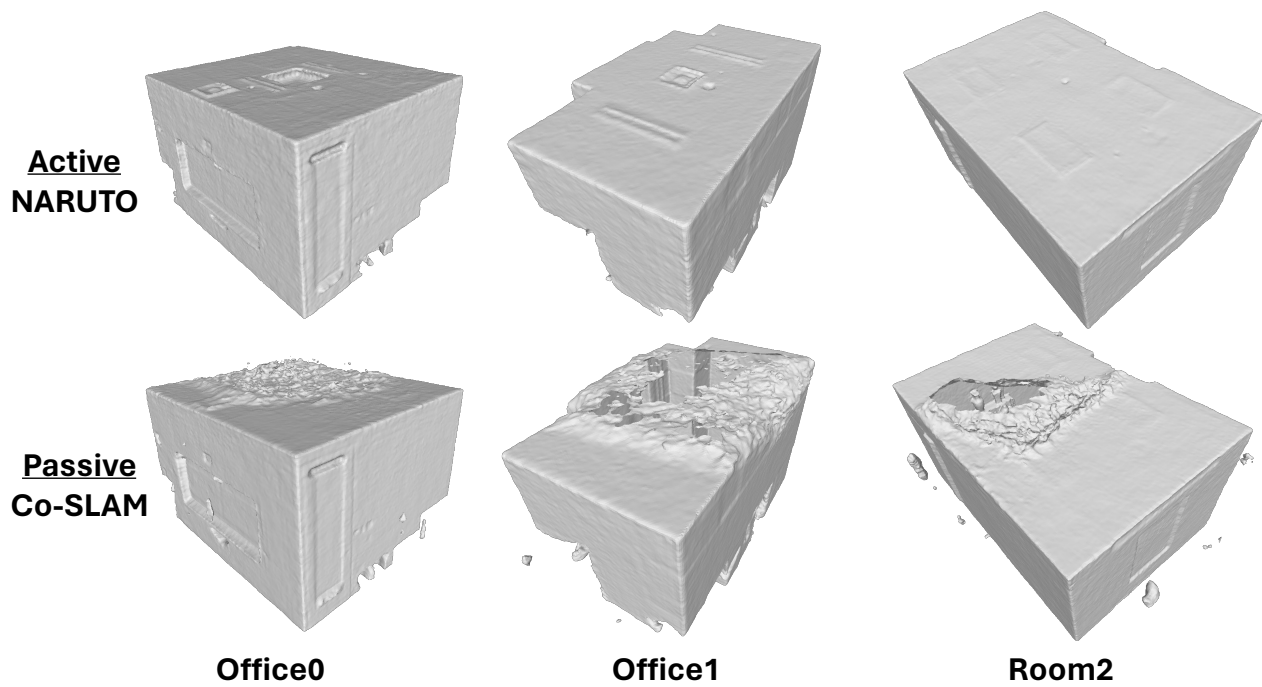 Active
NARUTO
Passive
Co-SLAM
Office0
Office1
Room2